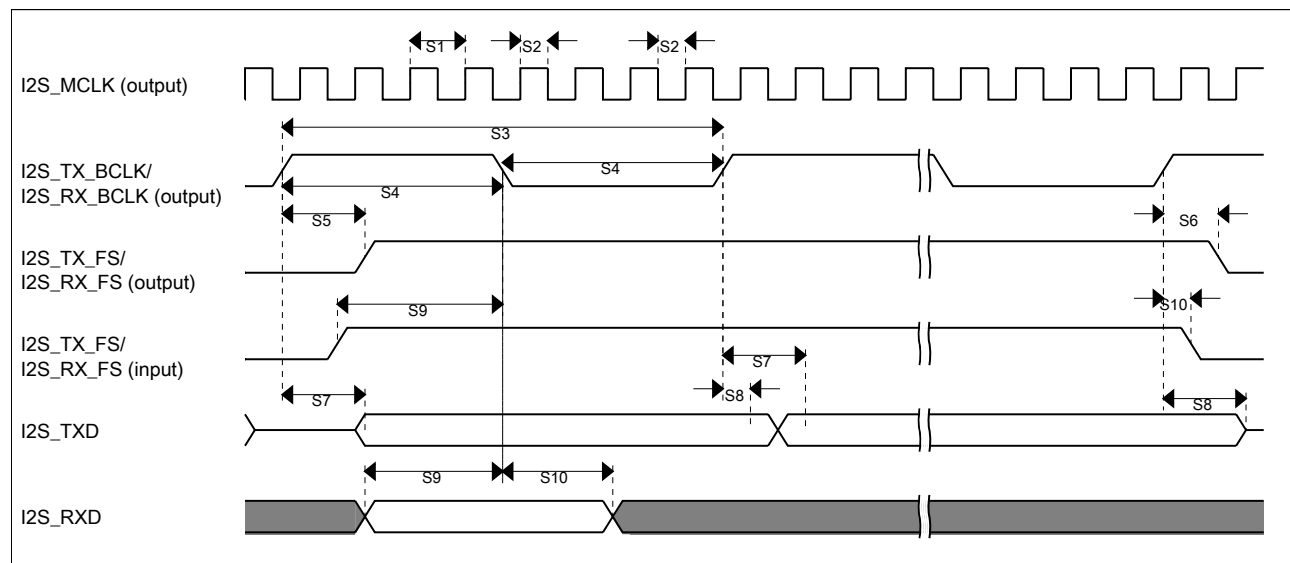 S1
S2
S2
I2S_MCLK (output)
S3
I2S_TX_BCLK/
I2S_RX_BCLK (output)
S4
S4
S5
S6
I2S_TX_FS/
I2S_RX_FS (output)
S9
S10
I2S_TX_FS/
I2S_RX_FS (input)
S7
S7
S8
S8
I2S_TXD
S9
S10
I2S_RXD